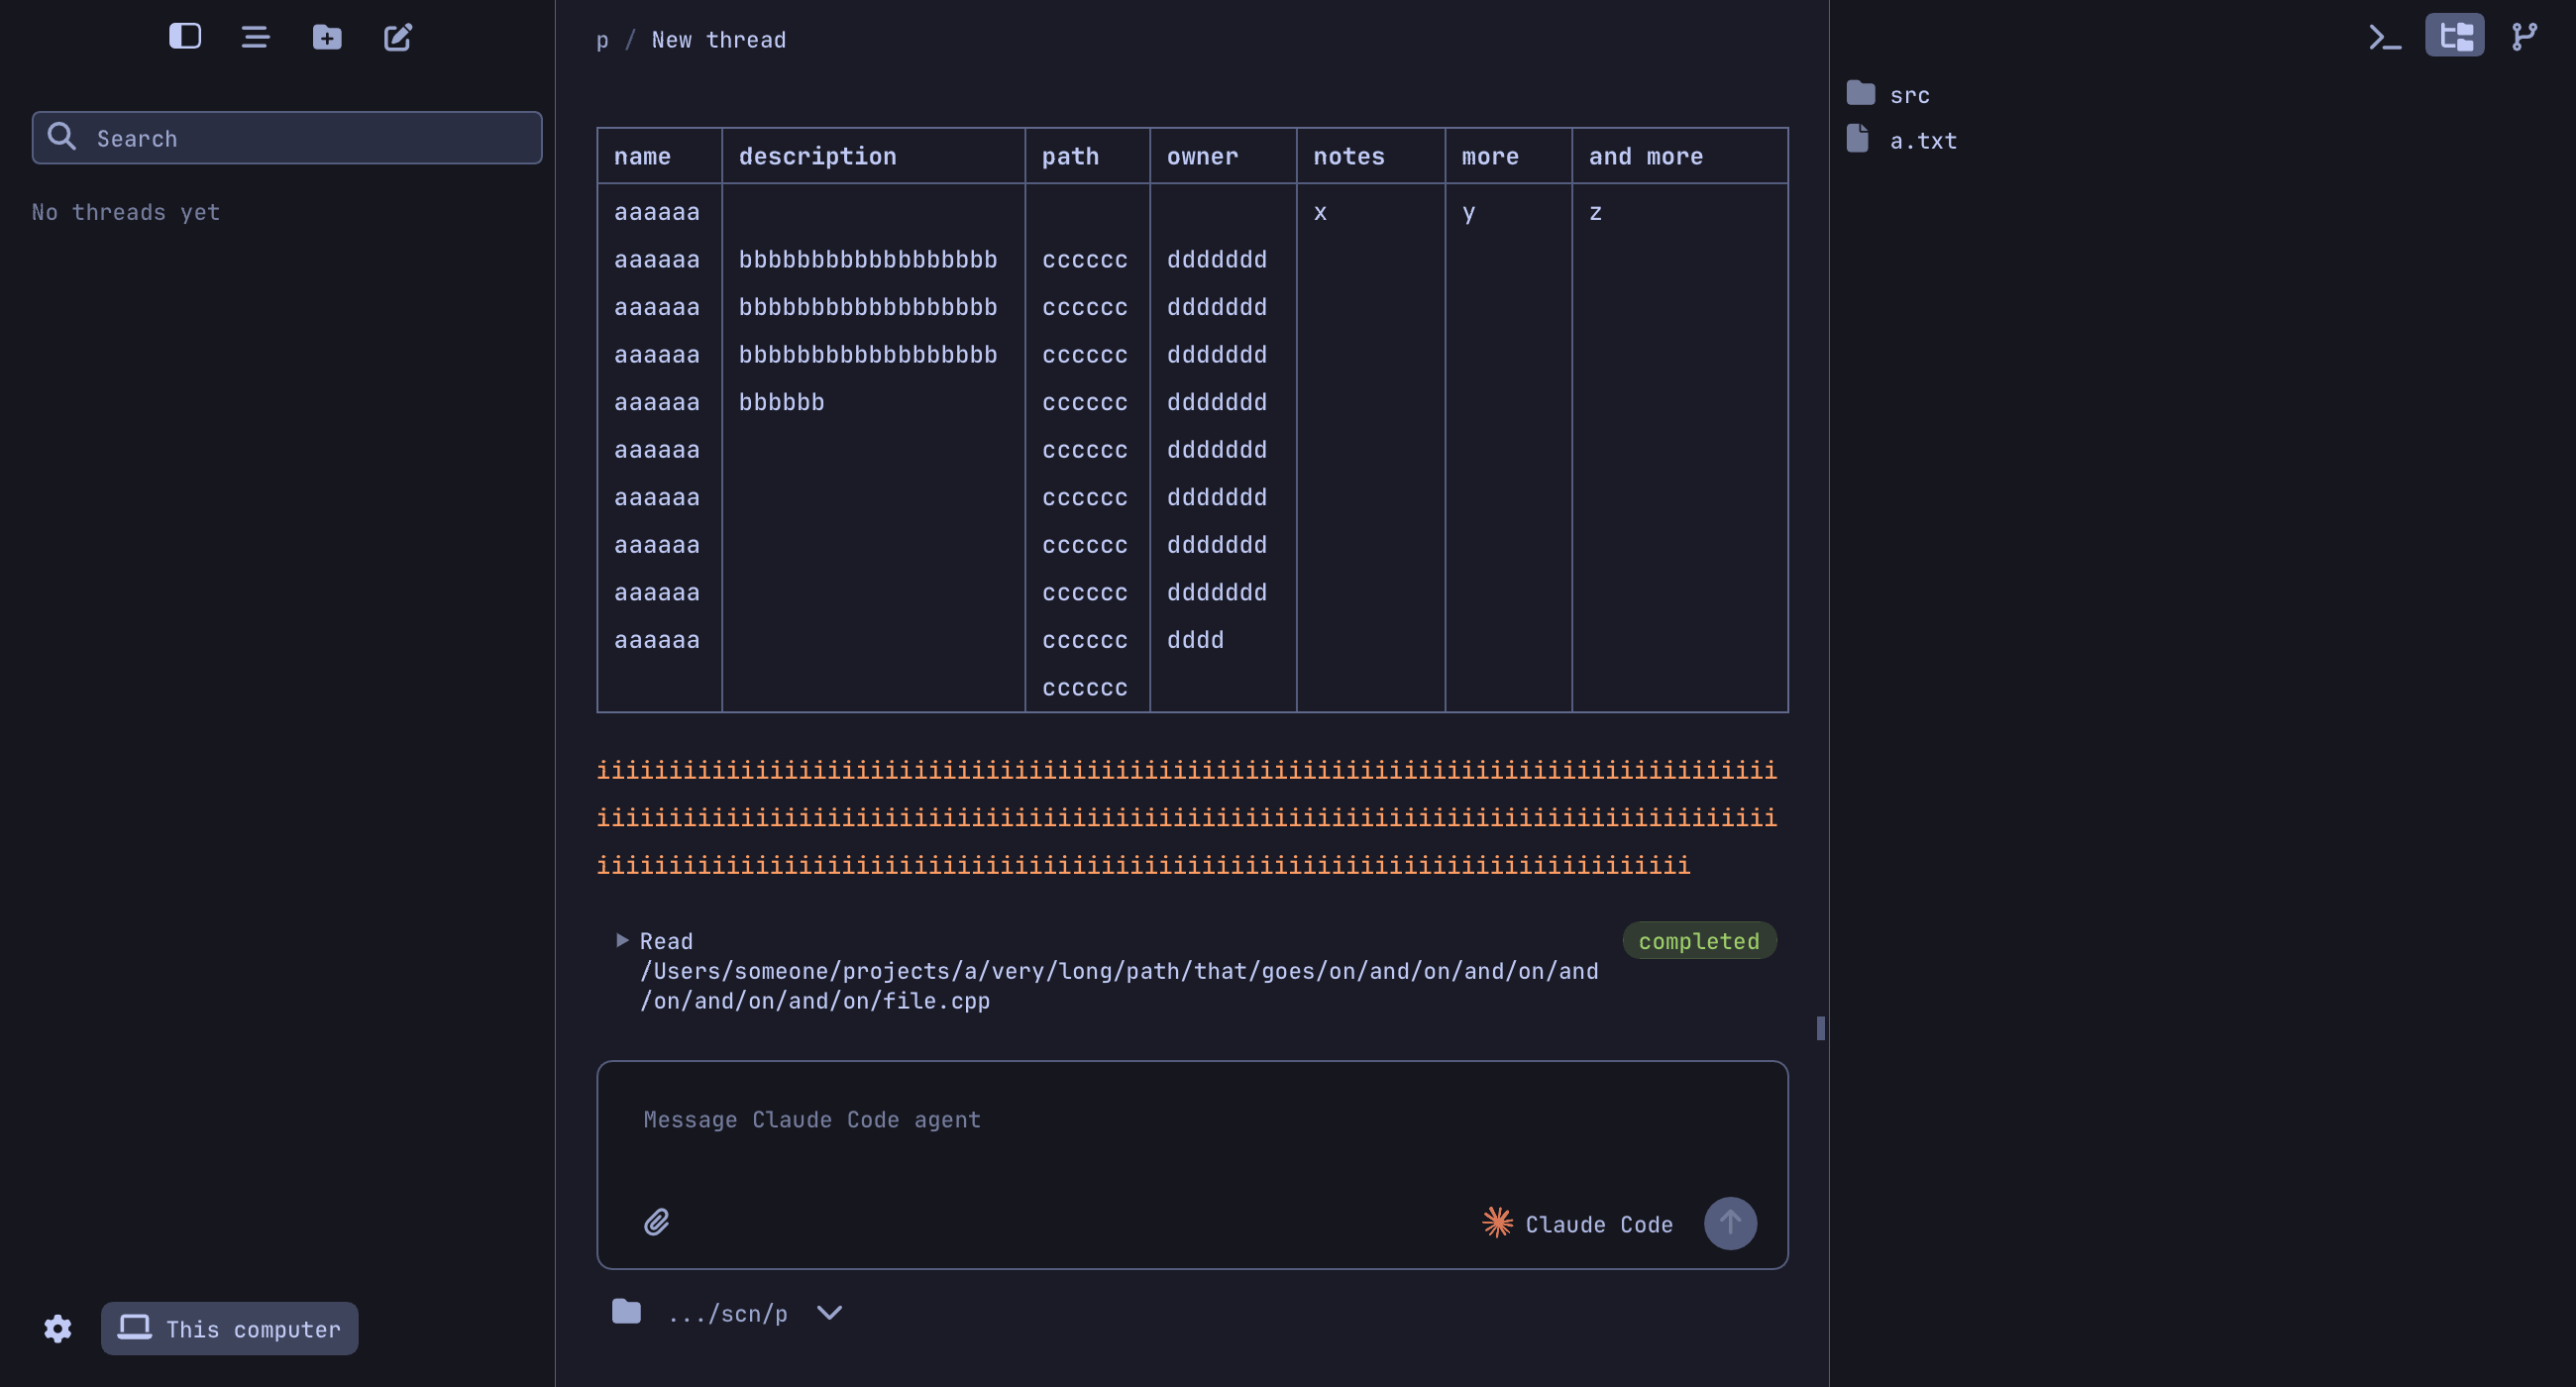 p / New thread
Search
No threads yet
name description path owner notes more and more
aaaaaa x y z
aaaaaa bbbbbbbbbbbbbbbbbb cccccc ddddddd
aaaaaa bbbbbbbbbbbbbbbbbb cccccc ddddddd
aaaaaa bbbbbbbbbbbbbbbbbb cccccc ddddddd
aaaaaa bbbbbb cccccc ddddddd
aaaaaa cccccc ddddddd
aaaaaa cccccc ddddddd
aaaaaa cccccc ddddddd
aaaaaa cccccc ddddddd
aaaaaa cccccc dddd
cccccc
iiiiiiiiiiiiiiiiiiiiiiiiiiiiiiiiiiiiiiiiiiiiiiiiiiiiiiiiiiiiiiiiiiiiiiiiiiiiiiiiii
iiiiiiiiiiiiiiiiiiiiiiiiiiiiiiiiiiiiiiiiiiiiiiiiiiiiiiiiiiiiiiiiiiiiiiiiiiiiiiiiii
iiiiiiiiiiiiiiiiiiiiiiiiiiiiiiiiiiiiiiiiiiiiiiiiiiiiiiiiiiiiiiiiiiiiiiiiiiii
Read completed
/Users/someone/projects/a/very/long/path/that/goes/on/and/on/and/on/and
/on/and/on/and/on/file.cpp
Message Claude Code agent
Claude Code
.../scn/p
This computer
src
a.txt